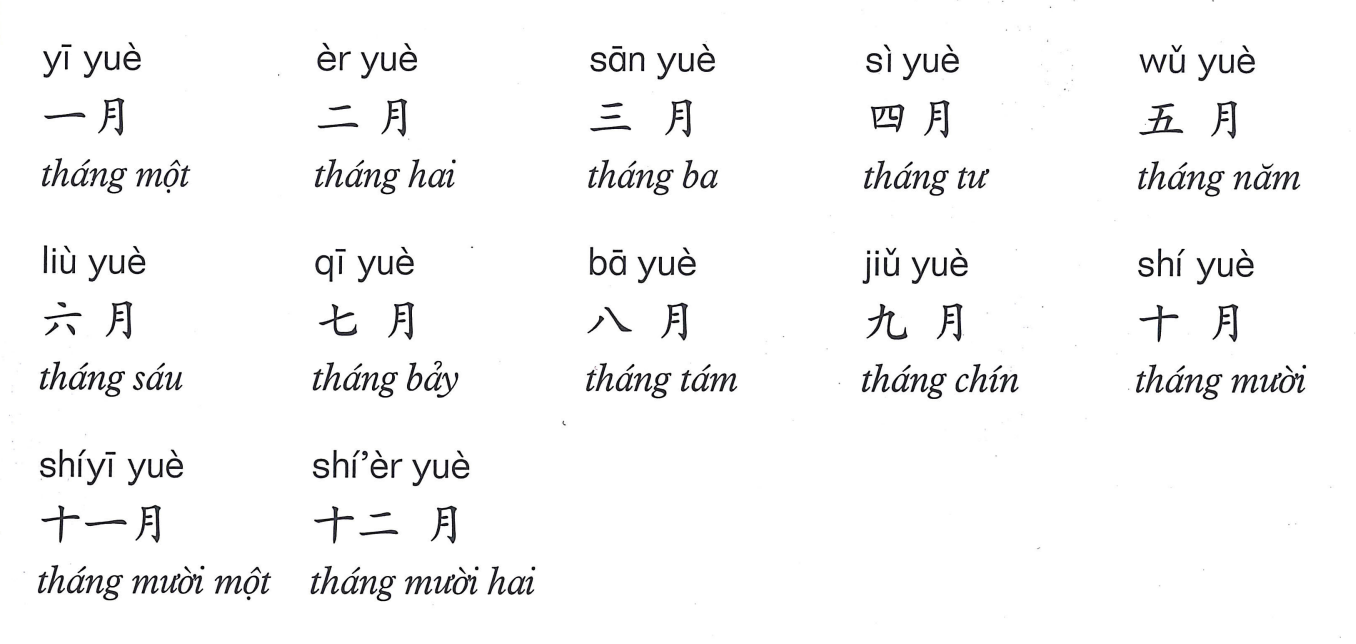 yī yuè èr yuè sān yuè sì yuè wǔ yuè
一月 二月 三月 四月 五月
tháng một tháng hai tháng ba tháng tư tháng năm
liù yuè qī yuè bā yuè jiǔ yuè shí yuè
六月 七月 八月 九月 十月
tháng sáu tháng bảy tháng tám tháng chín tháng mười
shíyī yuè shí’èr yuè
十一月 十二月
tháng mười một tháng mười hai